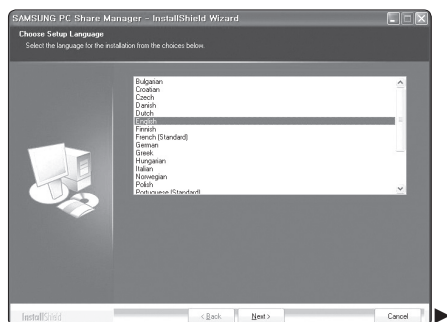 SAMSUNG PC Share Manager - InstallShield Wizard
Choose Setup Language
Select the language for the installation from the choices below.
Bulgarian
Croatian
Czech
Danish
Dutch
English
Finnish
French (Standard)
German
Greek
Hungarian
Italian
Norwegian
Polish
Portuguese (Standard)
InstallShield
< Back
Next >
Cancel